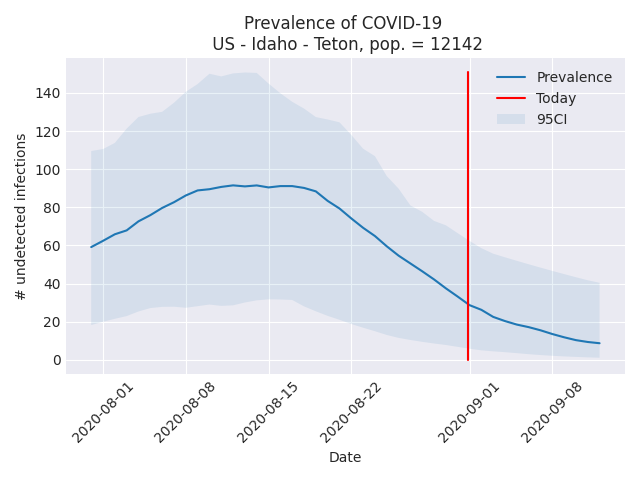 Prevalence of COVID-19
US - Idaho - Teton, pop. = 12142
Prevalence
Today
95CI
# undetected infections
140
120
100
80
60
40
20
0
2020-08-01
2020-08-08
2020-08-15
2020-08-22
2020-09-01
2020-09-08
Date